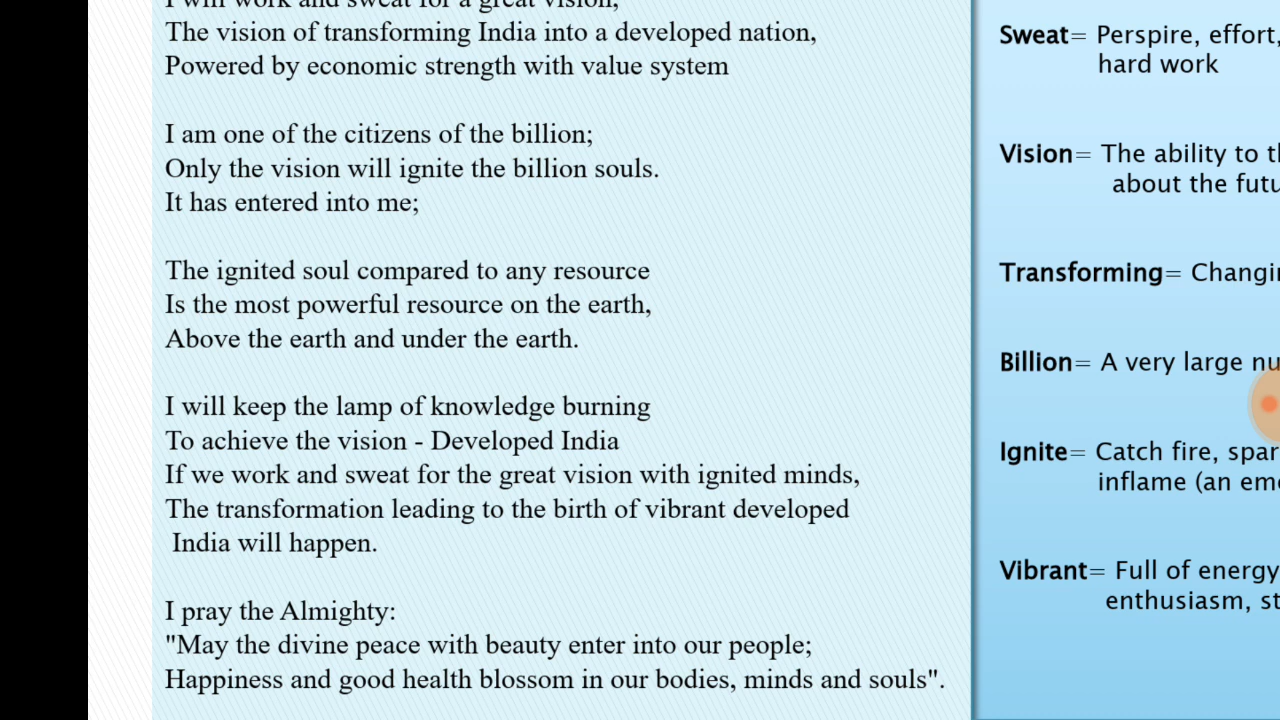 I will work and sweat for a great vision,
The vision of transforming India into a developed nation,
Powered by economic strength with value system
I am one of the citizens of the billion;
Only the vision will ignite the billion souls.
It has entered into me;
The ignited soul compared to any resource
Is the most powerful resource on the earth,
Above the earth and under the earth.
I will keep the lamp of knowledge burning
To achieve the vision - Developed India
If we work and sweat for the great vision with ignited minds,
The transformation leading to the birth of vibrant developed
India will happen.
I pray the Almighty:
"May the divine peace with beauty enter into our people;
Happiness and good health blossom in our bodies, minds and souls".
Sweat= Perspire, effort,
hard work
Vision= The ability to
about the
Transforming=
Billion= A very large
Ignite= Catch fire,
inflame (an
Vibrant= Full of energy
enthusiasm,